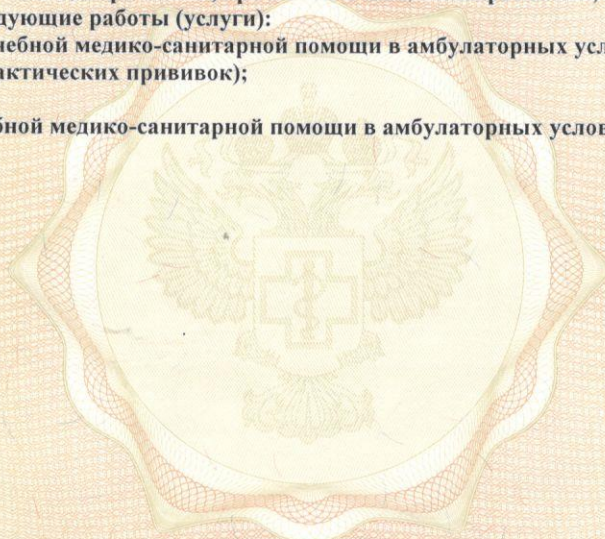 дующие работы (услуги):
чебной медико-санитарной помощи в амбулаторных усл
актических прививок);
бной медико-санитарной помощи в амбулаторных услов